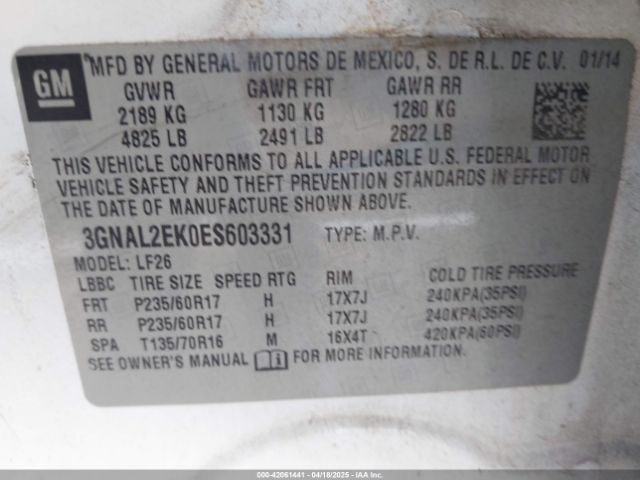 GM
MFD BY GENERAL MOTORS DE MEXICO, S. DE R.L. DE C.V. 01/14
GVWR GAWR FRT GAWR RR
2189 KG 1130 KG 1280 KG
4825 LB 2491 LB 2822 LB
THIS VEHICLE CONFORMS TO ALL APPLICABLE U.S. FEDERAL MOTOR
VEHICLE SAFETY AND THEFT PREVENTION STANDARDS IN EFFECT ON
THE DATE OF MANUFACTURE SHOWN ABOVE.
3GNAL2EK0ES603331 TYPE: M.P.V.
MODEL: LF26
LBBC TIRE SIZE SPEED RTG RIM COLD TIRE PRESSURE
FRT P235/60R17 H 17X7J 240KPA(35PSI)
RR P235/60R17 H 17X7J 240KPA(35PSI)
SPA T135/70R16 M 16X4T 420KPA(60PSI)
SEE OWNER'S MANUAL FOR MORE INFORMATION.
000-42061441 - 04/18/2025 - IAAI.COM